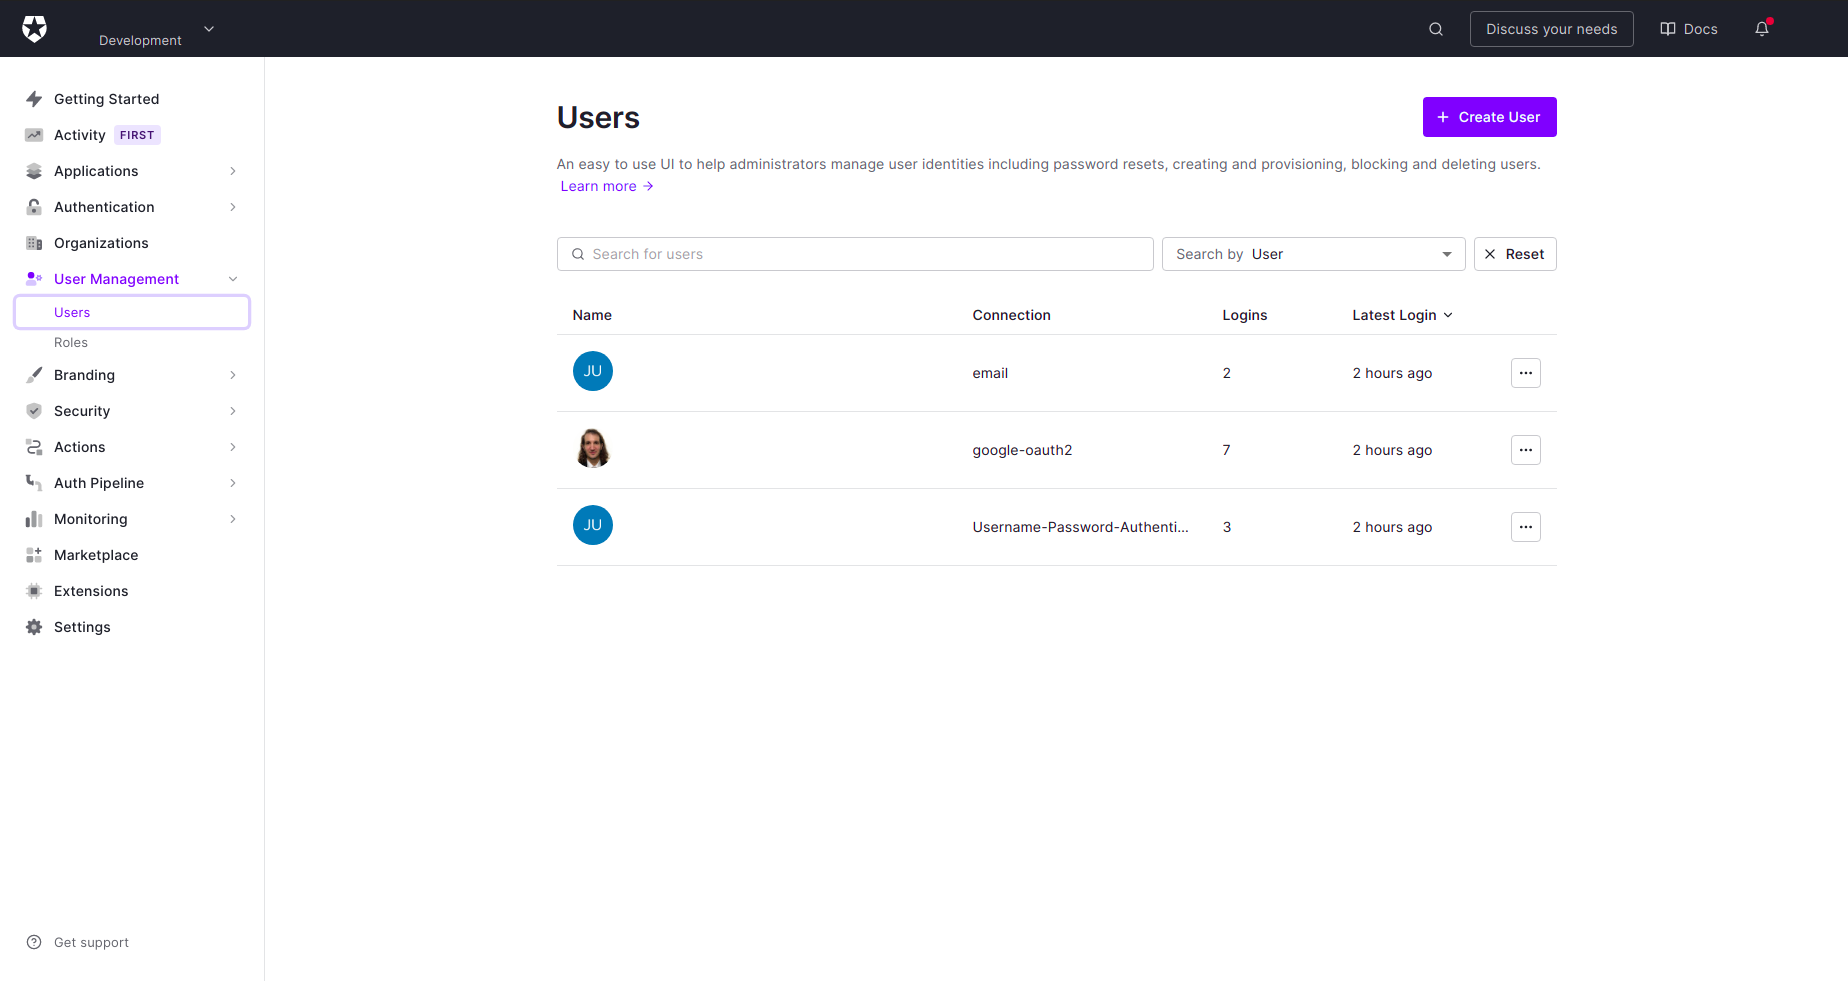 Development
Discuss your needs
Docs
Getting Started
Activity FIRST
Applications
Authentication
Organizations
User Management
Users
Roles
Branding
Security
Actions
Auth Pipeline
Monitoring
Marketplace
Extensions
Settings
Get support
Users
+ Create User
An easy to use UI to help administrators manage user identities including password resets, creating and provisioning, blocking and deleting users.
Learn more →
Search for users
Search by User
Reset
Name Connection Logins Latest Login
JU email 2 2 hours ago
google-oauth2 7 2 hours ago
JU Username-Password-Authenti... 3 2 hours ago